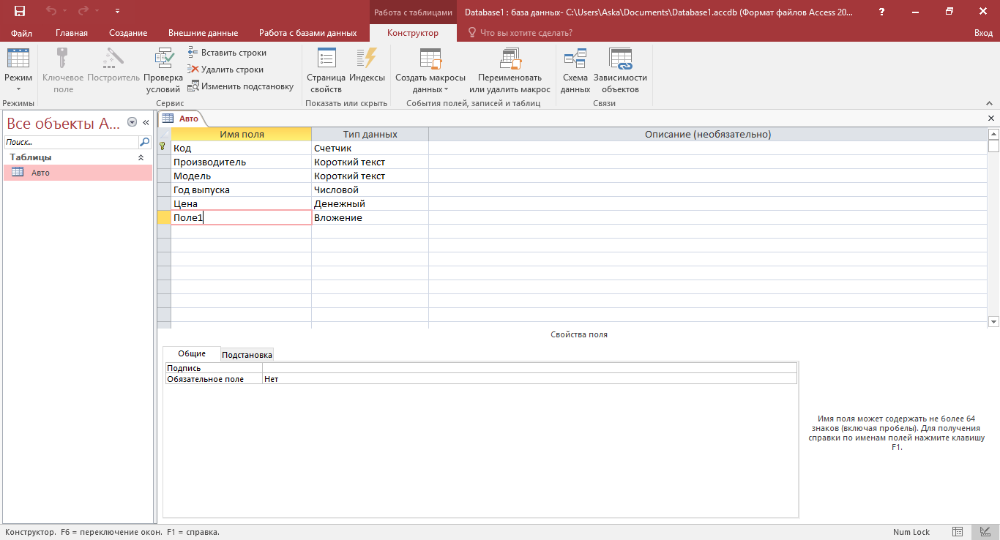 Работа с таблицами
Database1 : база данных- C:\Users\Aska\Documents\Database1.accdb (Формат файлов Access 20...
?
Файл
Главная
Создание
Внешние данные
Работа с базами данных
Конструктор
Что вы хотите сделать?
Вход
Режим
Ключевое поле
Построитель
Проверка условий
Вставить строки
Удалить строки
Изменить подстановку
Страница свойств
Индексы
Создать макросы данных
Переименовать или удалить макрос
Схема данных
Зависимости объектов
Режимы
Сервис
Показать или скрыть
События полей, записей и таблиц
Связи
Все объекты A...
Поиск...
Таблицы
Авто
Авто
Имя поля Тип данных Описание (необязательно)
Код Счетчик
Производитель Короткий текст
Модель Короткий текст
Год выпуска Числовой
Цена Денежный
Поле1 Вложение
Свойства поля
Общие Подстановка
Подпись
Обязательное поле Нет
Имя поля может содержать не более 64
знаков (включая пробелы). Для получения
справки по именам полей нажмите клавишу
F1.
Конструктор. F6 = переключение окон. F1 = справка.
Num Lock